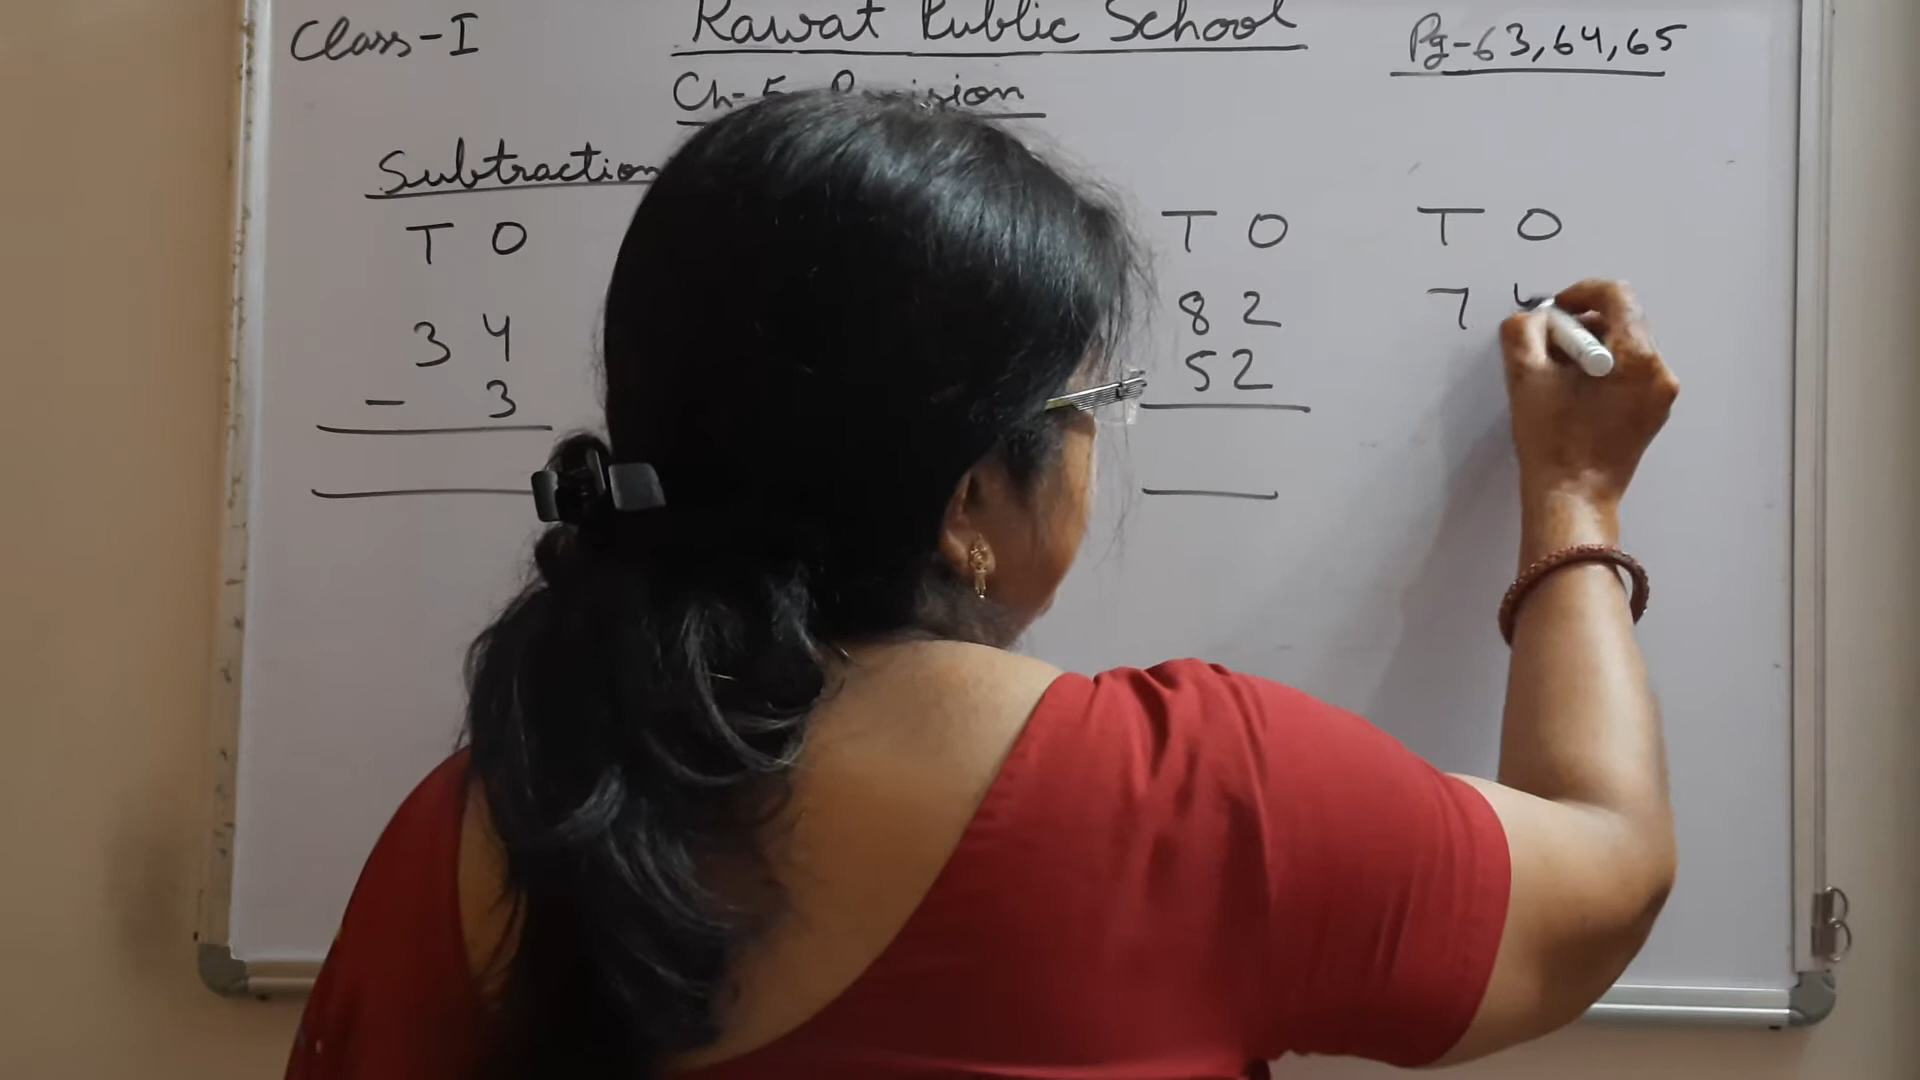 Class-I Rawat Public School Pg-63,64,65
Ch-5 Revision
Subtraction
T O T O T O
3 4 8 2 7
- 3 5 2